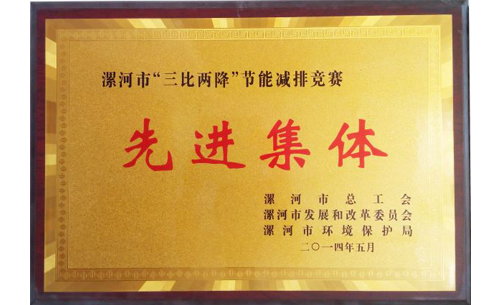 漯河市“三比两降”节能减排竞赛
先进集体
漯河市总工会
漯河市发展和改革委员会
漯河市环境保护局
二〇一四年五月